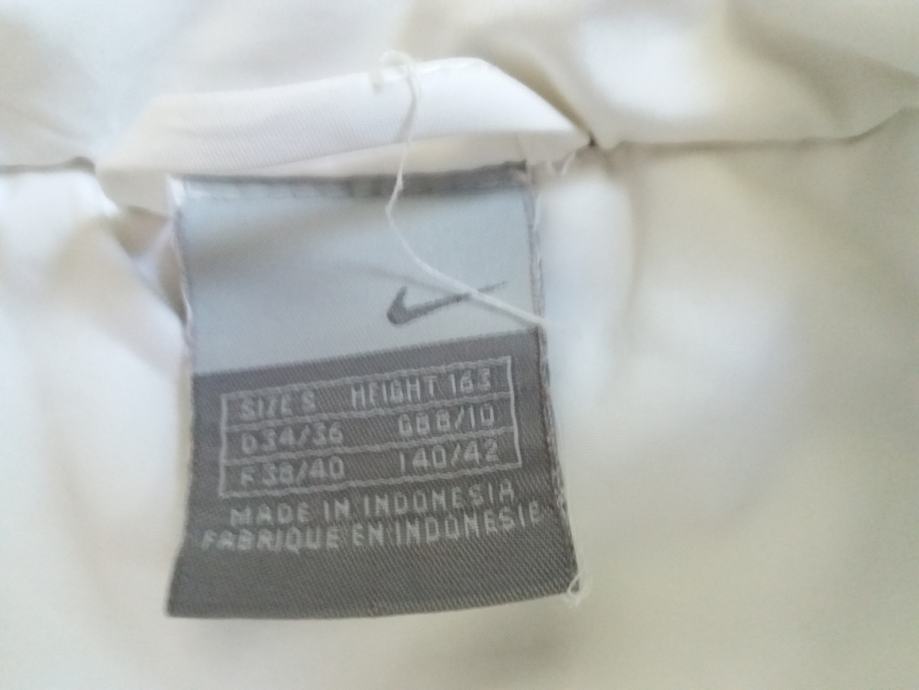 SIZE S HEIGHT 163
D34/36 GB8/10
F38/40 I40/42
MADE IN INDONESIA
FABRIQUE EN INDONESIE